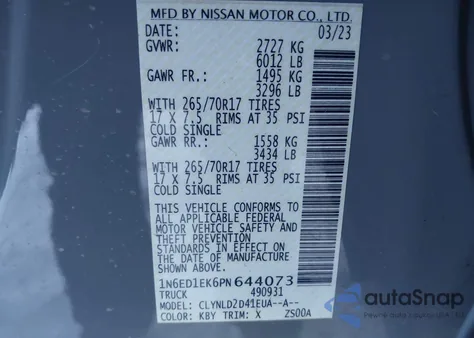 MFD BY NISSAN MOTOR CO., LTD.
DATE: 03/23
GVWR: 2727 KG
6012 LB
GAWR FR.: 1495 KG
3296 LB
WITH 265/70R17 TIRES
17 X 7.5 RIMS AT 35 PSI
COLD SINGLE
GAWR RR.: 1558 KG
3434 LB
WITH 265/70R17 TIRES
17 X 7.5 RIMS AT 35 PSI
COLD SINGLE
THIS VEHICLE CONFORMS TO
ALL APPLICABLE FEDERAL
MOTOR VEHICLE SAFETY AND
THEFT PREVENTION
STANDARDS IN EFFECT ON THE
DATE OF MANUFACTURE SHOWN
ABOVE.
1N6ED1EK6PN644073
TRUCK 490931
MODEL: CLYNLD2D41EUA--A--
COLOR: KBY TRIM: X ZS00A
autoSnap